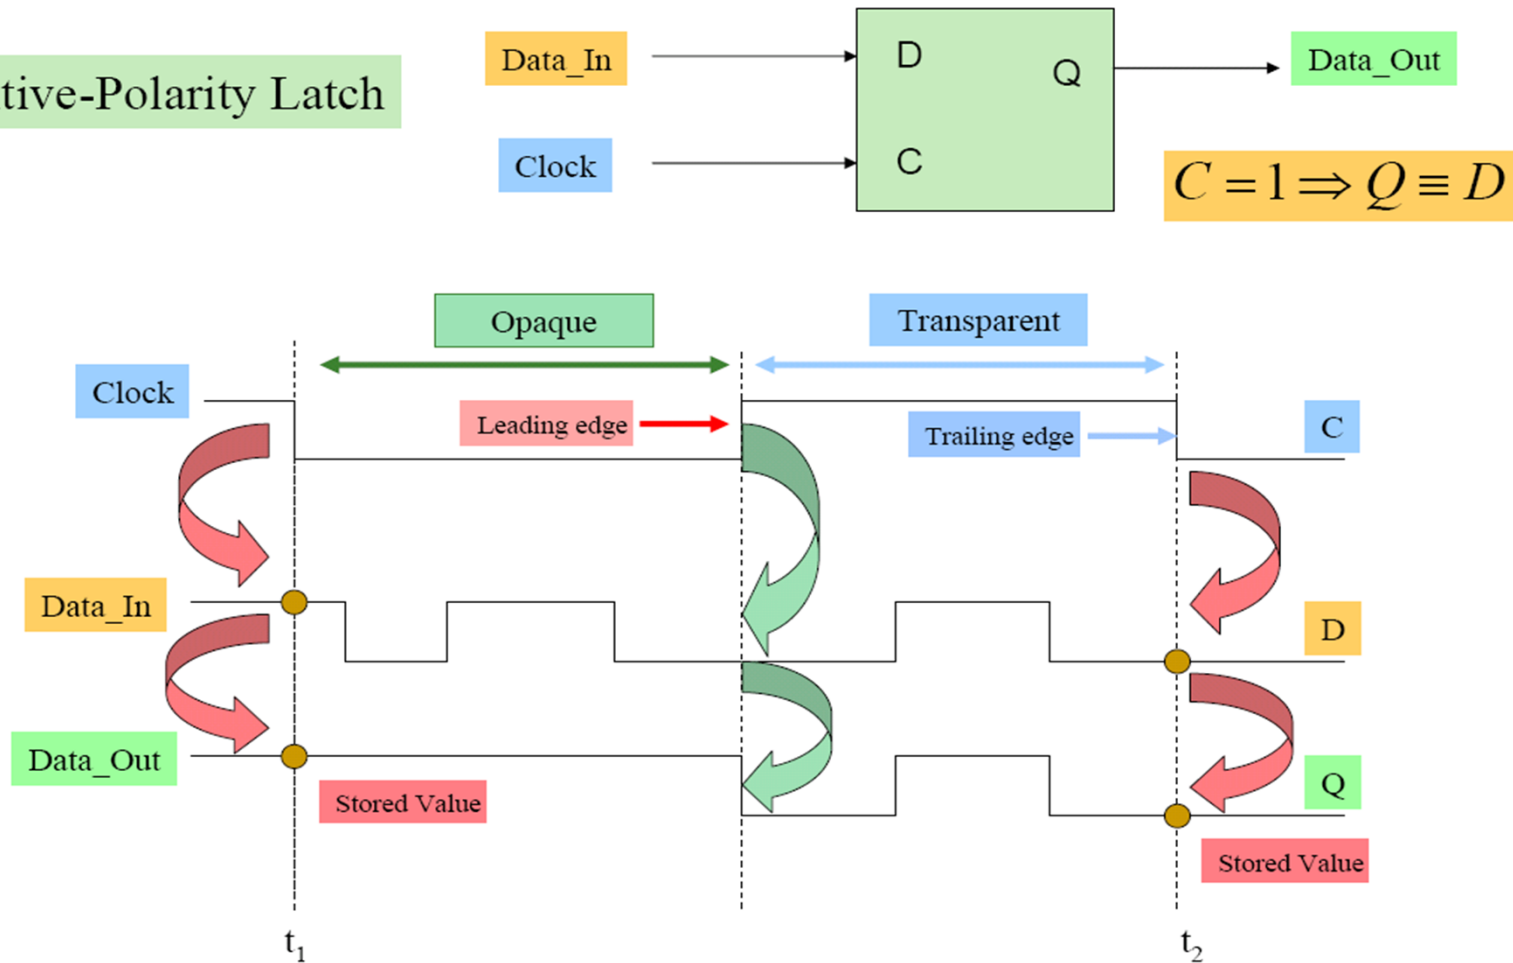 tive-Polarity Latch
Data_In
Clock
D
C
Q
Data_Out
C = 1 ⇒ Q ≡ D
Opaque
Transparent
Clock
Leading edge
Trailing edge
C
Data_In
D
Data_Out
Stored Value
Q
Stored Value
t1
t2